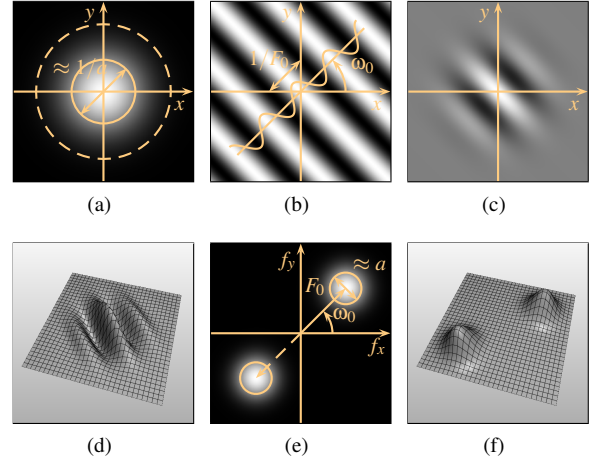 y
≈ 1/a
x
(a)
y
1/F₀
ω₀
x
(b)
y
x
(c)
(d)
f_y
≈ a
F₀
ω₀
f_x
(e)
(f)